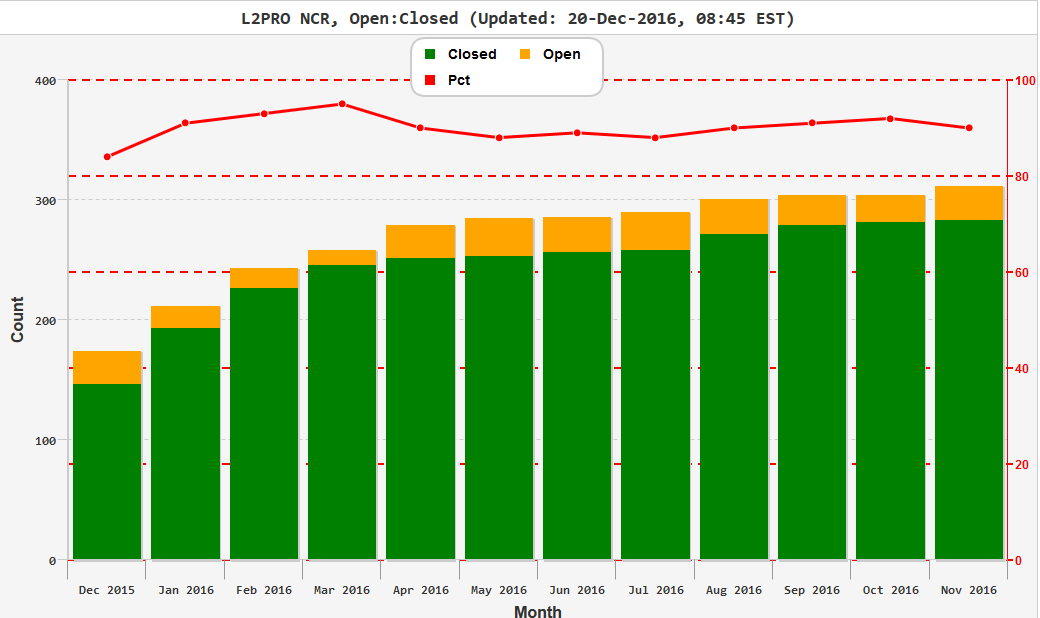 L2PRO NCR, Open:Closed (Updated: 20-Dec-2016, 08:45 EST)
Closed Open
Pct
400 100
80
300
60
200
40
100
20
0 0
Count
Dec 2015 Jan 2016 Feb 2016 Mar 2016 Apr 2016 May 2016 Jun 2016 Jul 2016 Aug 2016 Sep 2016 Oct 2016 Nov 2016
Month